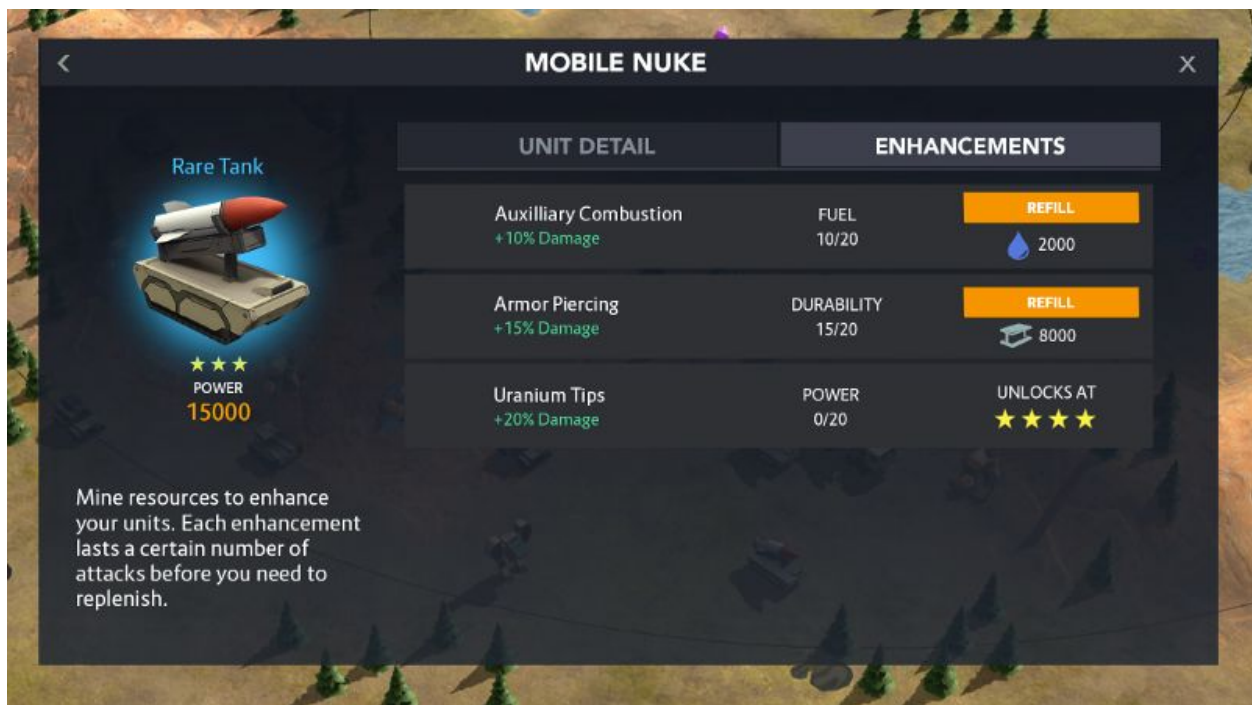 <
MOBILE NUKE
X
Rare Tank
POWER
15000
Mine resources to enhance
your units. Each enhancement
lasts a certain number of
attacks before you need to
replenish.
UNIT DETAIL
ENHANCEMENTS
Auxilliary Combustion
+10% Damage
FUEL
10/20
REFILL
2000
Armor Piercing
+15% Damage
DURABILITY
15/20
REFILL
8000
Uranium Tips
+20% Damage
POWER
0/20
UNLOCKS AT